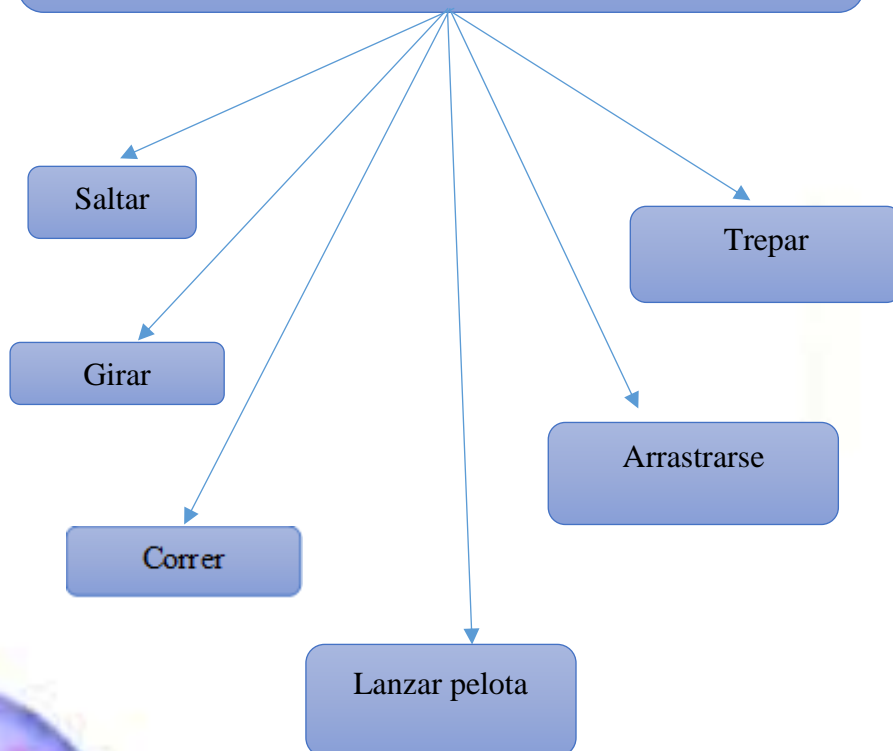 Saltar
Trepar
Girar
Arrastrarse
Correr
Lanzar pelota